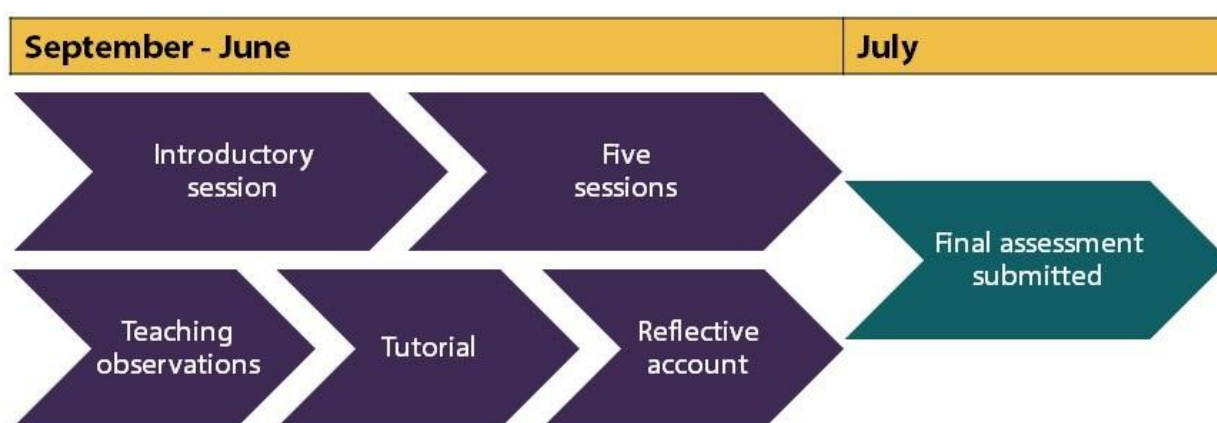 September - June
July
Introductory
session
Five
sessions
Final assessment
submitted
Teaching
observations
Tutorial
Reflective
account